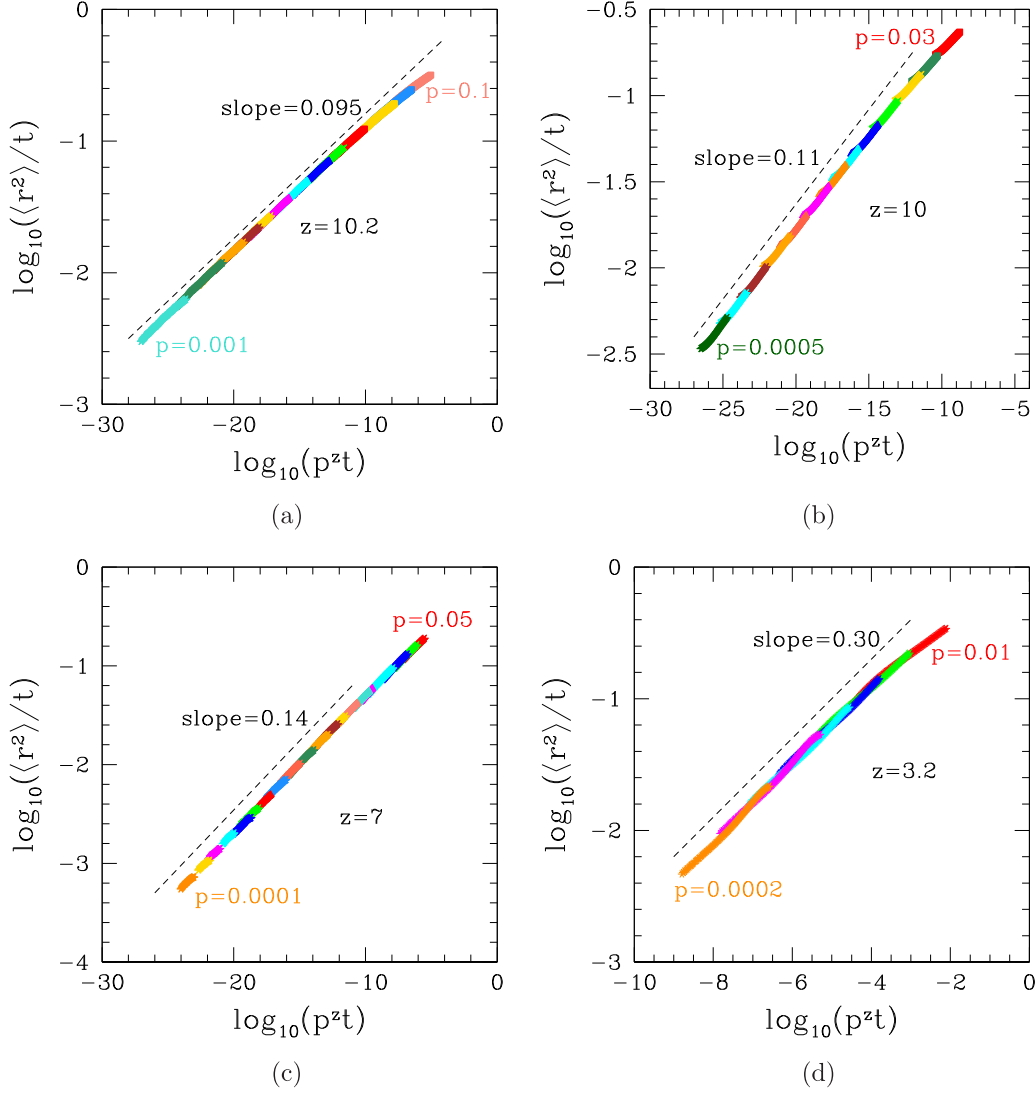 0
−1
−2
−3
log₁₀(⟨r²⟩/t)
p=0.1
slope=0.095
z=10.2
p=0.001
−30
−20
−10
0
log₁₀(pᶻt)
(a)
−0.5
−1
−1.5
−2
−2.5
log₁₀(⟨r²⟩/t)
p=0.03
slope=0.11
z=10
p=0.0005
−30
−25
−20
−15
−10
−5
log₁₀(pᶻt)
(b)
0
−1
−2
−3
−4
log₁₀(⟨r²⟩/t)
p=0.05
slope=0.14
z=7
p=0.0001
−30
−20
−10
0
log₁₀(pᶻt)
(c)
0
−1
−2
−3
log₁₀(⟨r²⟩/t)
slope=0.30
p=0.01
z=3.2
p=0.0002
−10
−8
−6
−4
−2
0
log₁₀(pᶻt)
(d)